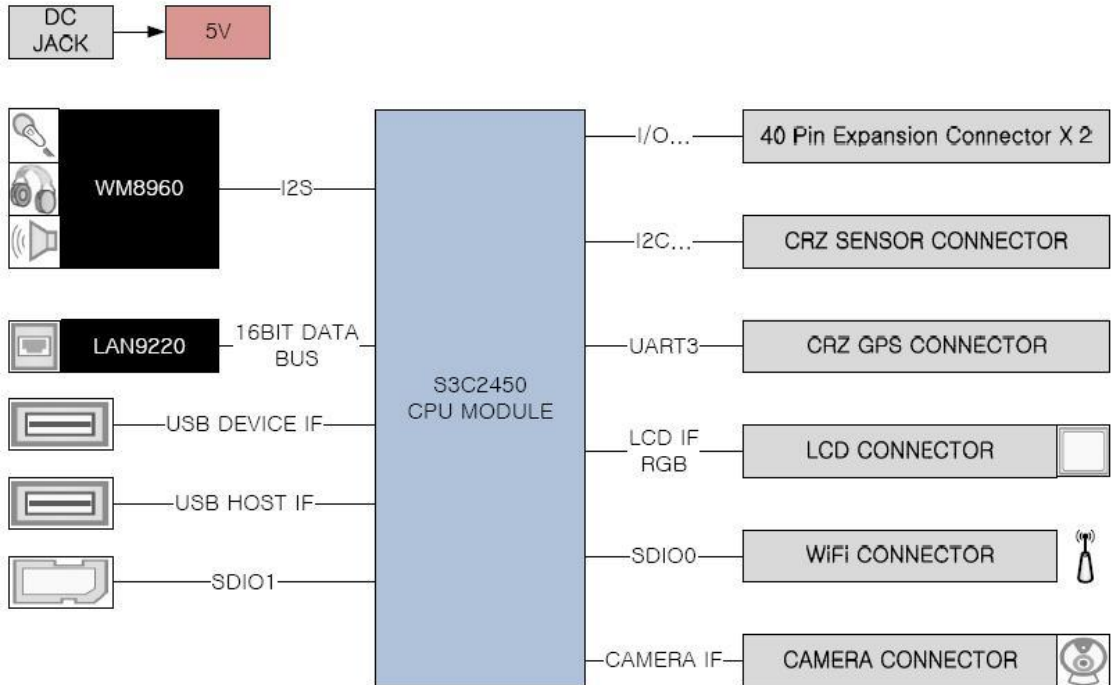 DC
JACK
5V
WM8960
I2S
LAN9220
16BIT DATA
BUS
USB DEVICE IF
USB HOST IF
SDIO1
S3C2450
CPU MODULE
I/O...
40 Pin Expansion Connector X 2
I2C...
CRZ SENSOR CONNECTOR
UART3
CRZ GPS CONNECTOR
LCD IF
RGB
LCD CONNECTOR
SDIO0
WiFi CONNECTOR
CAMERA IF
CAMERA CONNECTOR